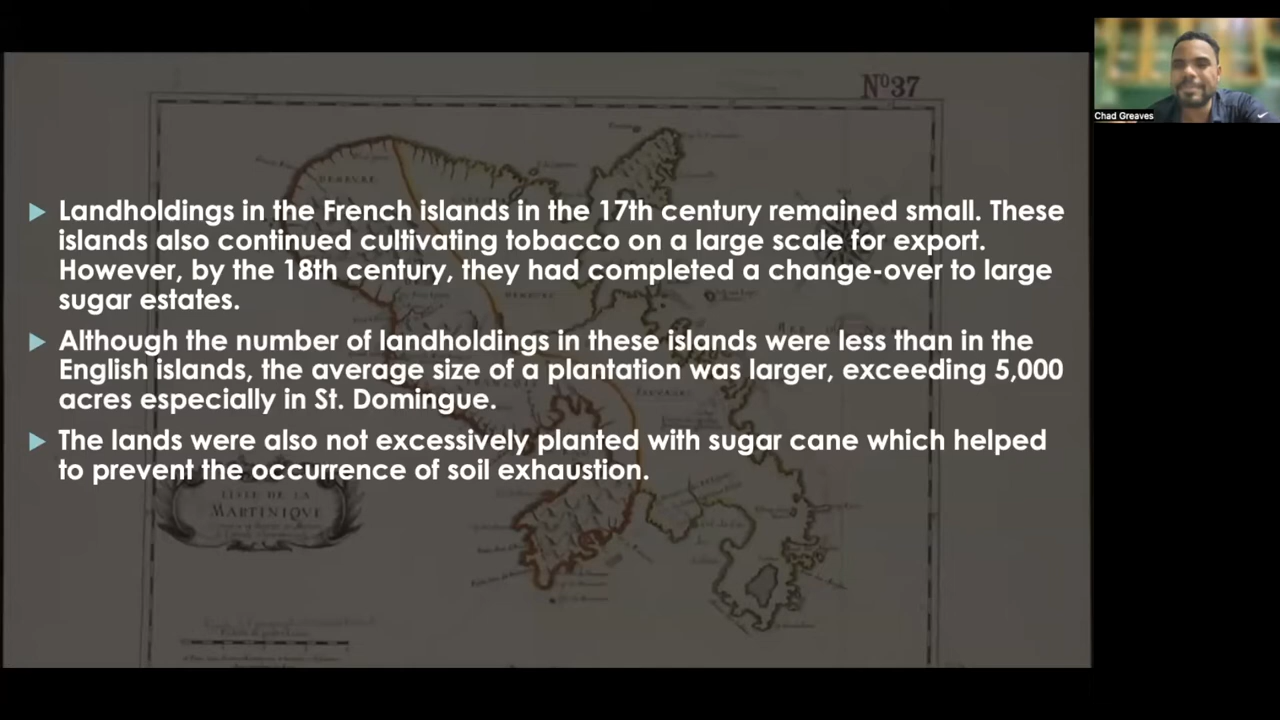 Nº37
Chad Greaves
Landholdings in the French islands in the 17th century remained small. These
islands also continued cultivating tobacco on a large scale for export.
However, by the 18th century, they had completed a change-over to large
sugar estates.
Although the number of landholdings in these islands were less than in the
English islands, the average size of a plantation was larger, exceeding 5,000
acres especially in St. Domingue.
The lands were also not excessively planted with sugar cane which helped
to prevent the occurrence of soil exhaustion.
LISLE DE LA
MARTINIQUE